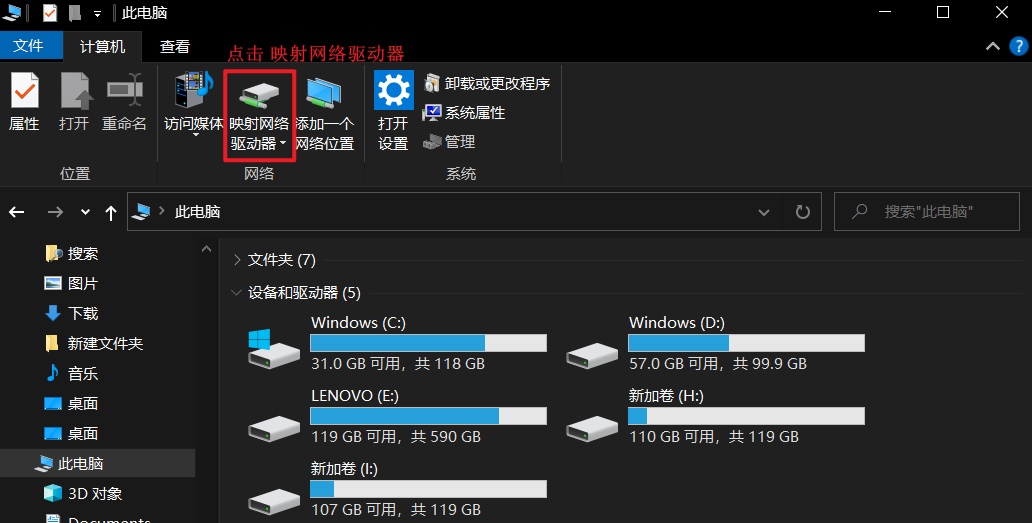 此电脑
文件
计算机
查看
点击 映射网络驱动器
属性
打开
重命名
访问媒体
映射网络
驱动器
添加一个
网络位置
打开
设置
卸载或更改程序
系统属性
管理
位置
网络
系统
此电脑
搜索"此电脑"
搜索
图片
下载
新建文件夹
音乐
桌面
桌面
此电脑
3D 对象
Documents
文件夹 (7)
设备和驱动器 (5)
Windows (C:)
31.0 GB 可用，共 118 GB
Windows (D:)
57.0 GB 可用，共 99.9 GB
LENOVO (E:)
119 GB 可用，共 590 GB
新加卷 (H:)
110 GB 可用，共 119 GB
新加卷 (I:)
107 GB 可用，共 119 GB